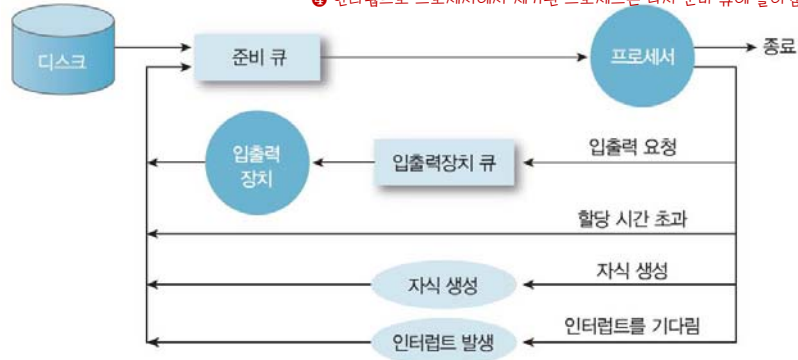 디스크
준비 큐
프로세서
종료
입출력
장치
입출력장치 큐
입출력 요청
할당 시간 초과
자식 생성
자식 생성
인터럽트 발생
인터럽트를 기다림